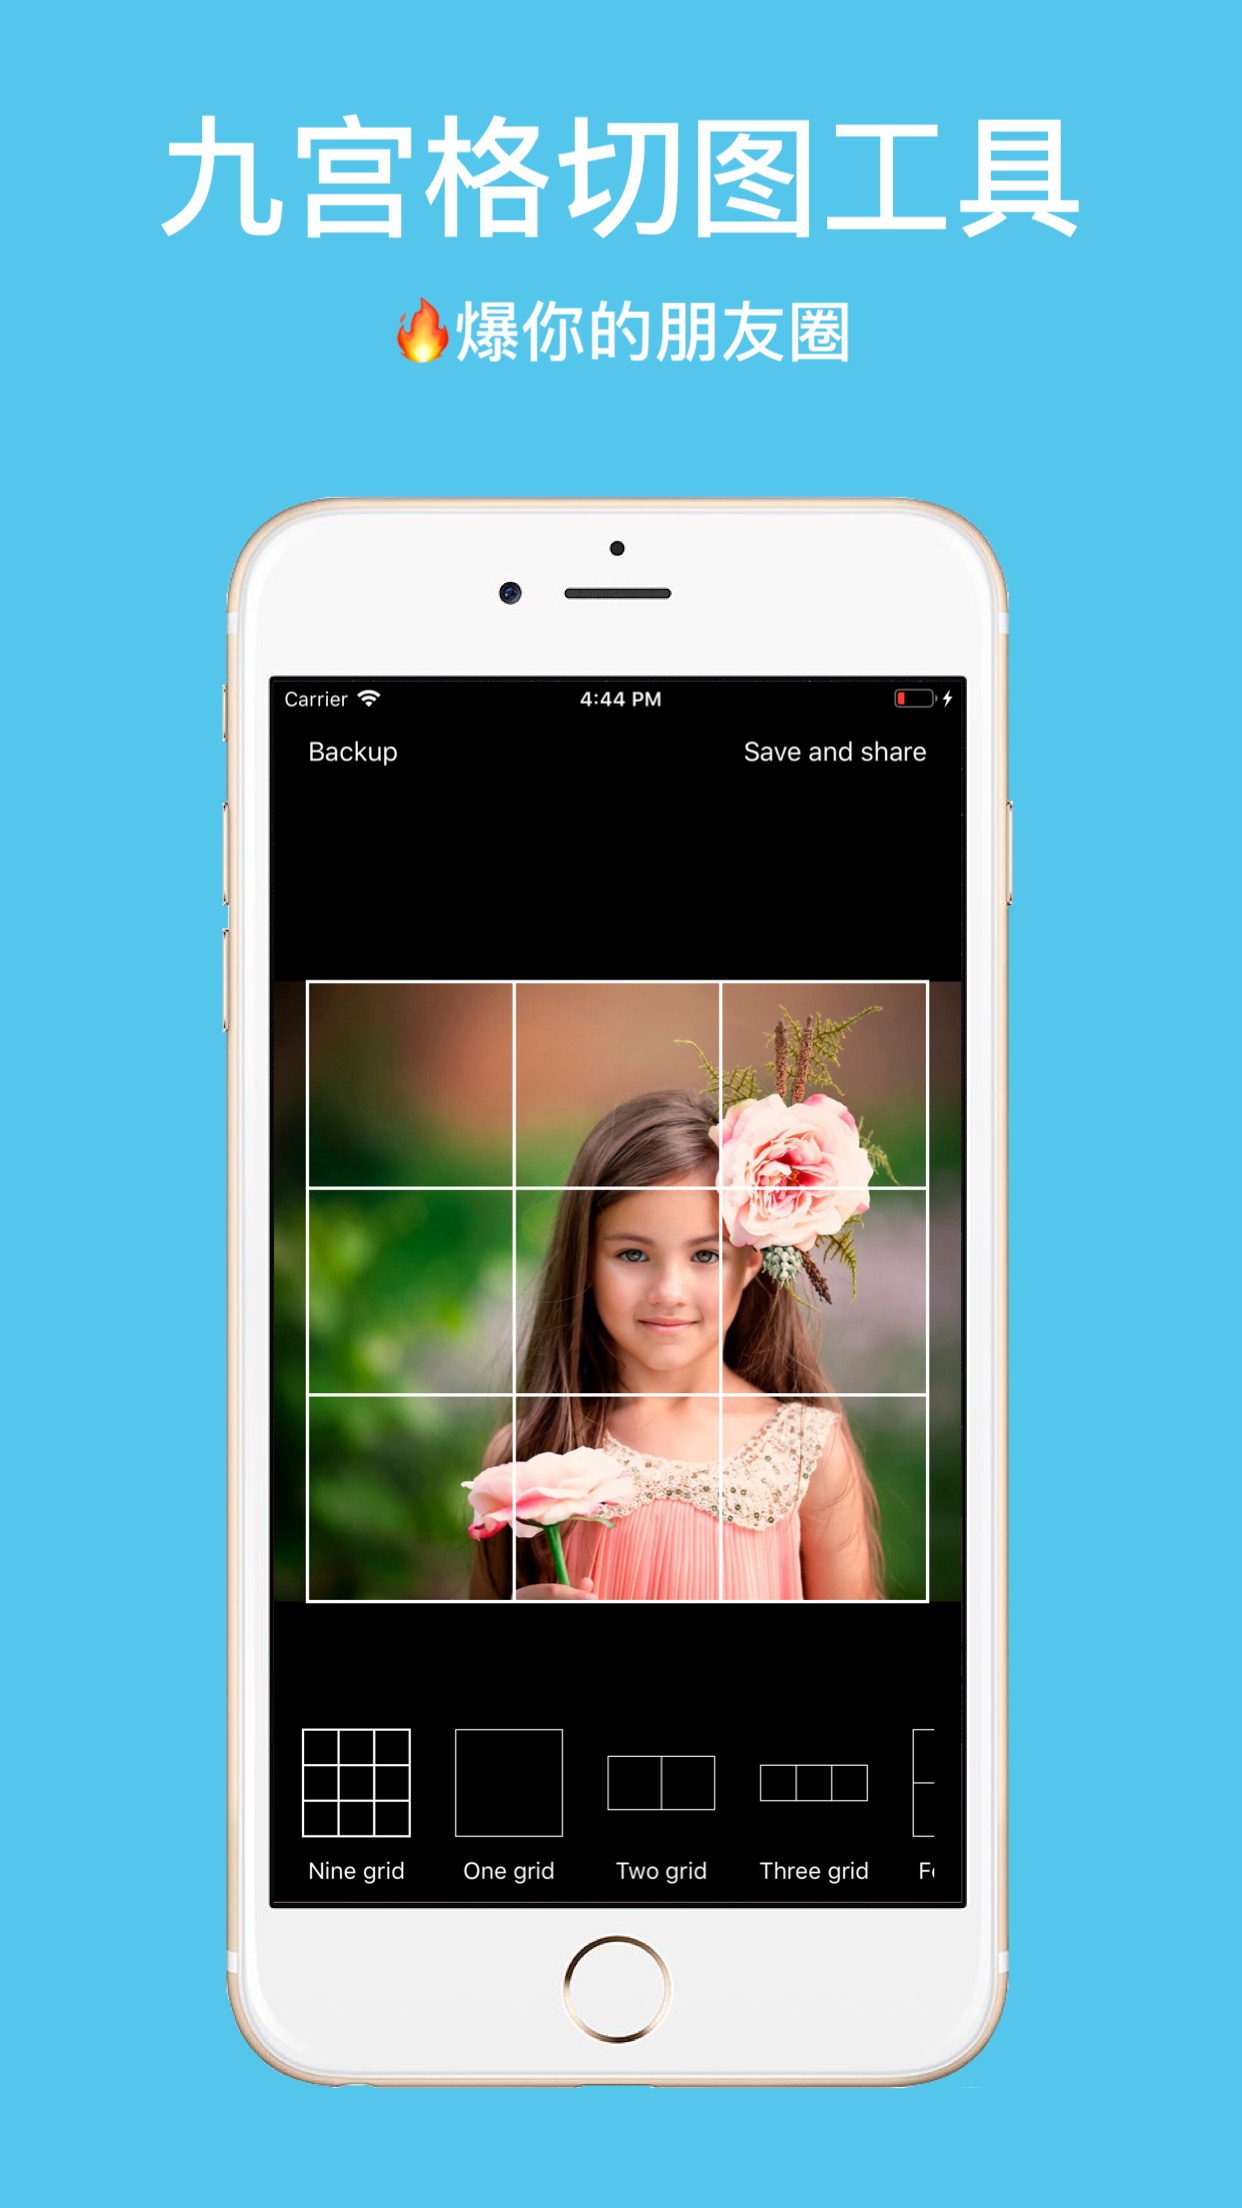 九宫格切图工具
🔥爆你的朋友圈
Carrier 4:44 PM
Backup Save and share
Nine grid One grid Two grid Three grid